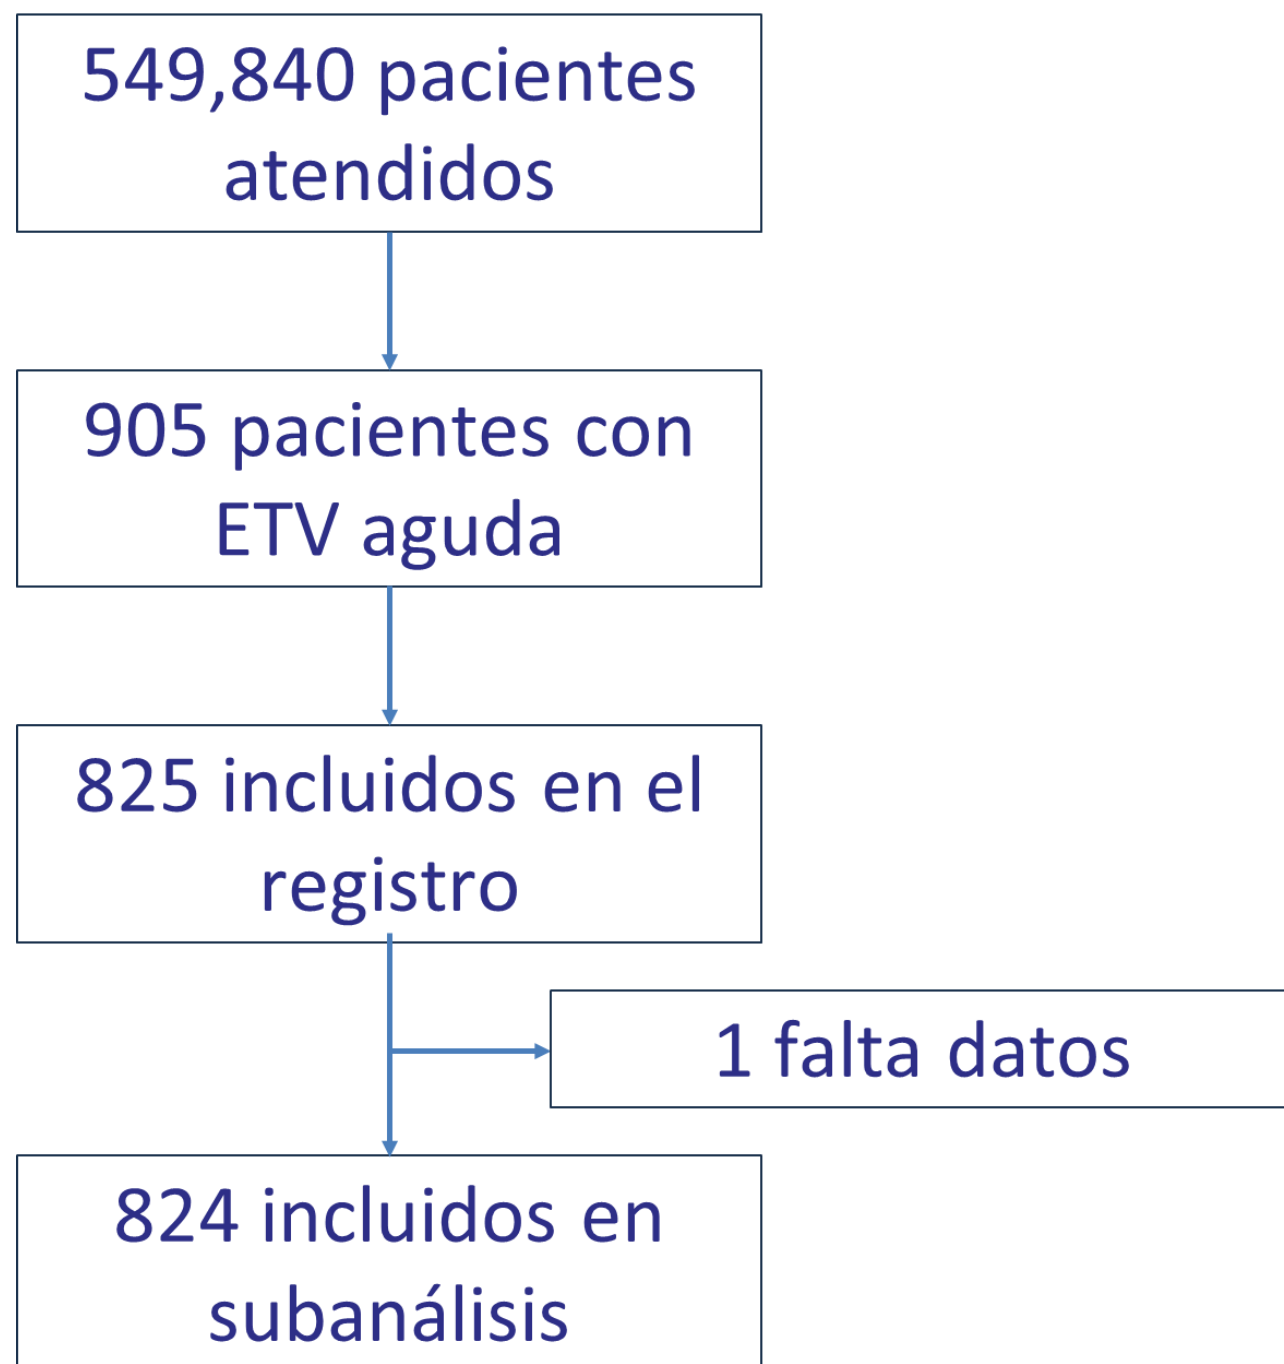 549,840 pacientes
atendidos
905 pacientes con
ETV aguda
825 incluidos en el
registro
1 falta datos
824 incluidos en
subanálisis